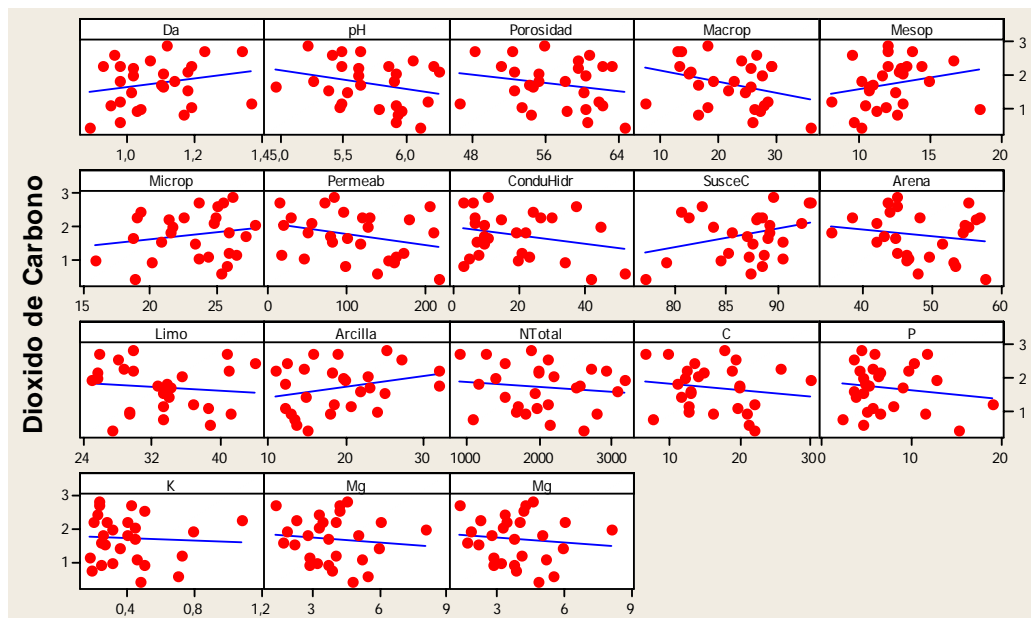 Dioxido de Carbono
Da pH Porosidad Macrop Mesop
3
2
1
1,0 1,2 1,4 5,0 5,5 6,0 48 56 64 10 20 30 10 15 20
Microp Permeab ConduHidr SusceC Arena
3
2
1
15 20 25 0 100 200 0 20 40 80 85 90 40 50 60
Limo Arcilla NTotal C P
3
2
1
24 32 40 10 20 30 1000 2000 3000 10 20 30 0 10 20
K Mg Mg
3
2
1
0,4 0,8 1,2 3 6 9 3 6 9